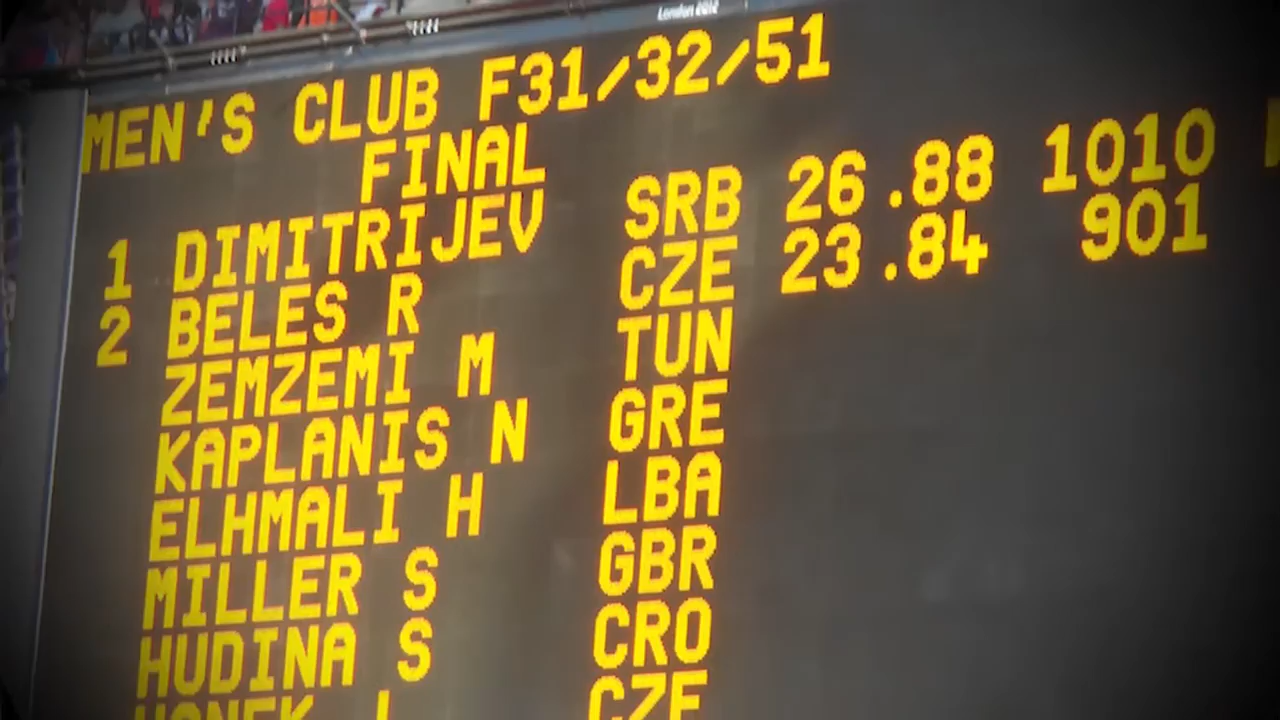 London 2012
MEN'S CLUB F31/32/51
FINAL
1 DIMITRIJEV SRB 26.88 1010
2 BELES R CZE 23.84 901
ZEMZEMI M TUN
KAPLANIS N GRE
ELHMALI H LBA
MILLER S GBR
HUDINA S CRO
CZE